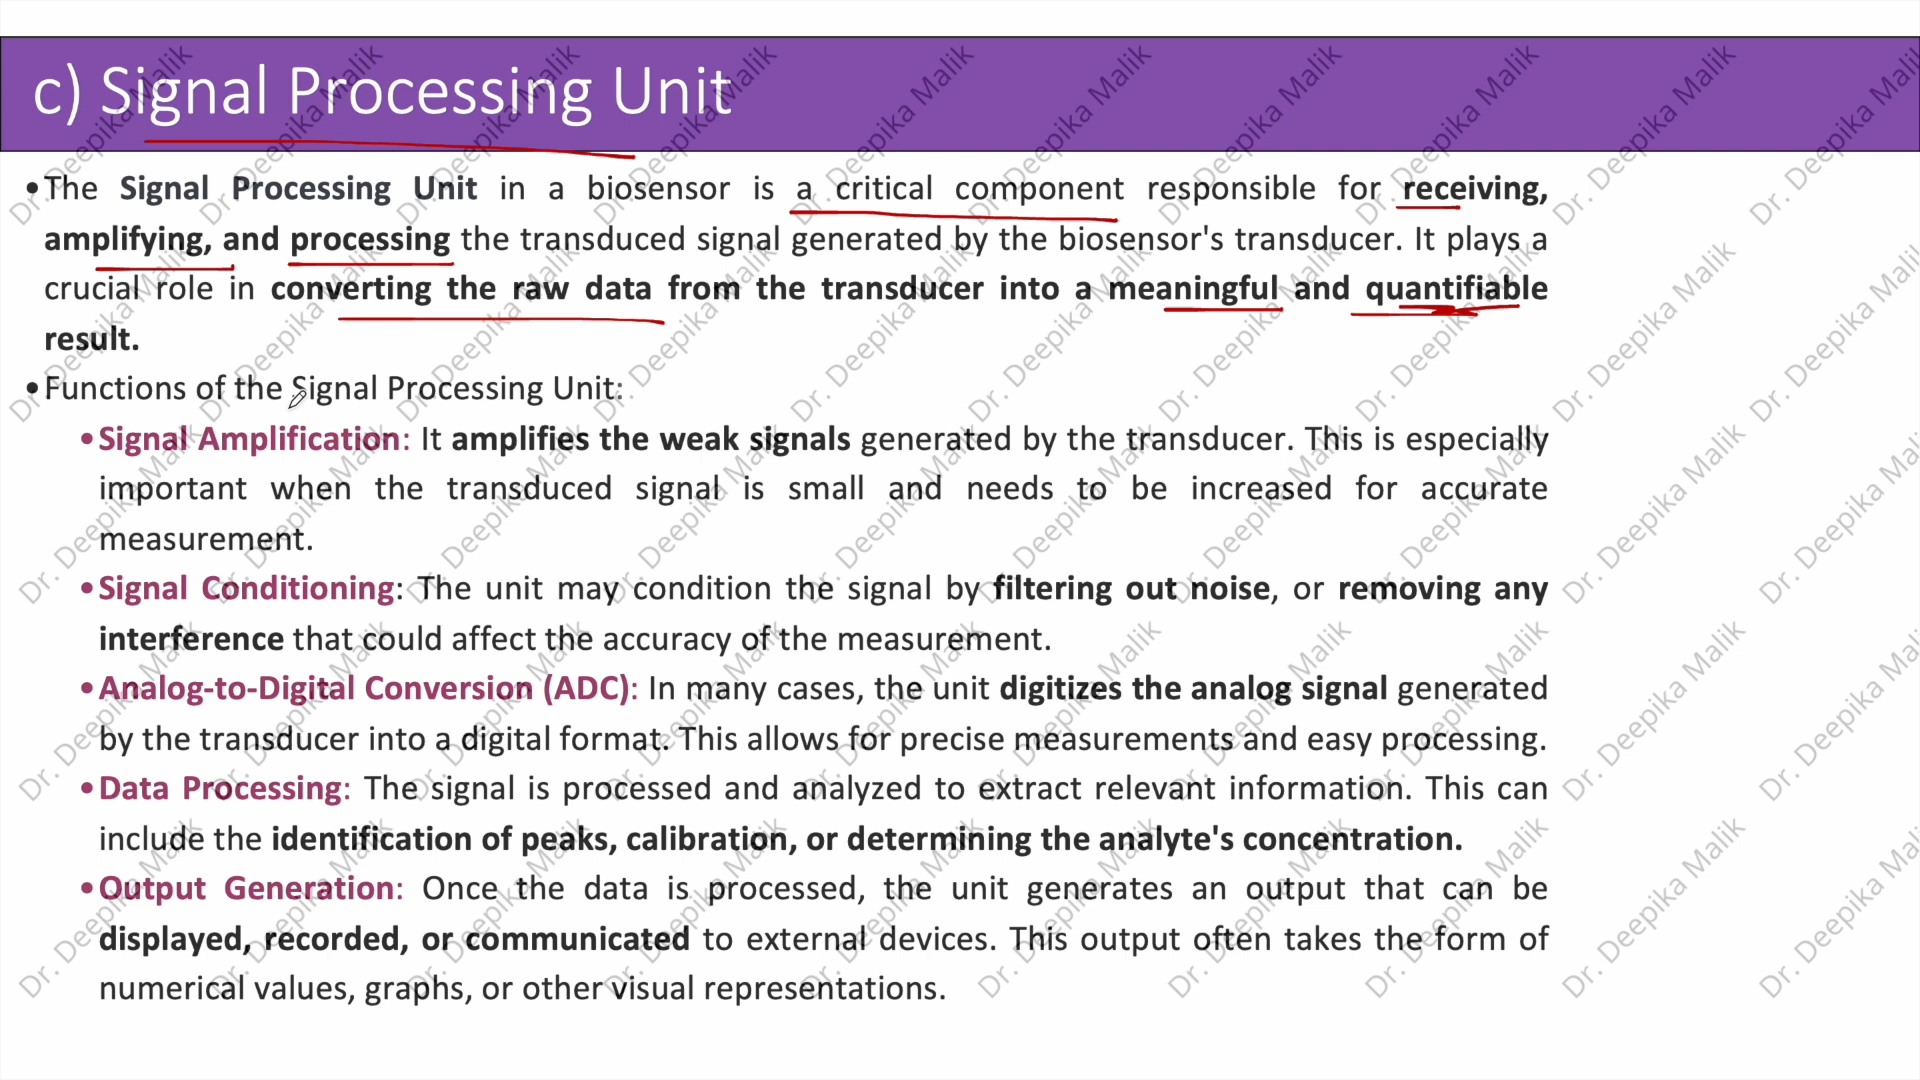 c) Signal Processing Unit
•The Signal Processing Unit in a biosensor is a critical component responsible for receiving,
amplifying, and processing the transduced signal generated by the biosensor's transducer. It plays a
crucial role in converting the raw data from the transducer into a meaningful and quantifiable
result.
•Functions of the Signal Processing Unit:
•Signal Amplification: It amplifies the weak signals generated by the transducer. This is especially
important when the transduced signal is small and needs to be increased for accurate
measurement.
•Signal Conditioning: The unit may condition the signal by filtering out noise, or removing any
interference that could affect the accuracy of the measurement.
•Analog-to-Digital Conversion (ADC): In many cases, the unit digitizes the analog signal generated
by the transducer into a digital format. This allows for precise measurements and easy processing.
•Data Processing: The signal is processed and analyzed to extract relevant information. This can
include the identification of peaks, calibration, or determining the analyte's concentration.
•Output Generation: Once the data is processed, the unit generates an output that can be
displayed, recorded, or communicated to external devices. This output often takes the form of
numerical values, graphs, or other visual representations.
Dr. Deepika Malik